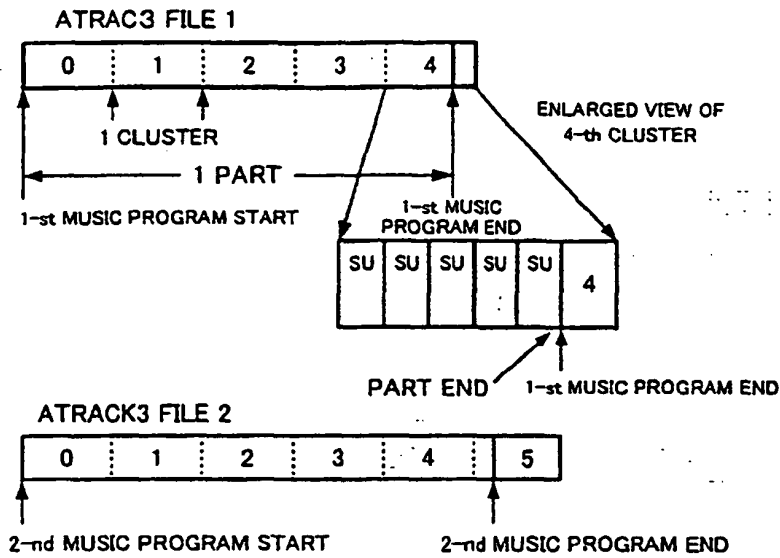 ATRAC3 FILE 1
0 1 2 3 4
1 CLUSTER
ENLARGED VIEW OF
4-th CLUSTER
1 PART
1-st MUSIC PROGRAM START
1-st MUSIC
PROGRAM END
SU SU SU SU SU 4
PART END
1-st MUSIC PROGRAM END
ATRACK3 FILE 2
0 1 2 3 4 5
2-nd MUSIC PROGRAM START
2-nd MUSIC PROGRAM END